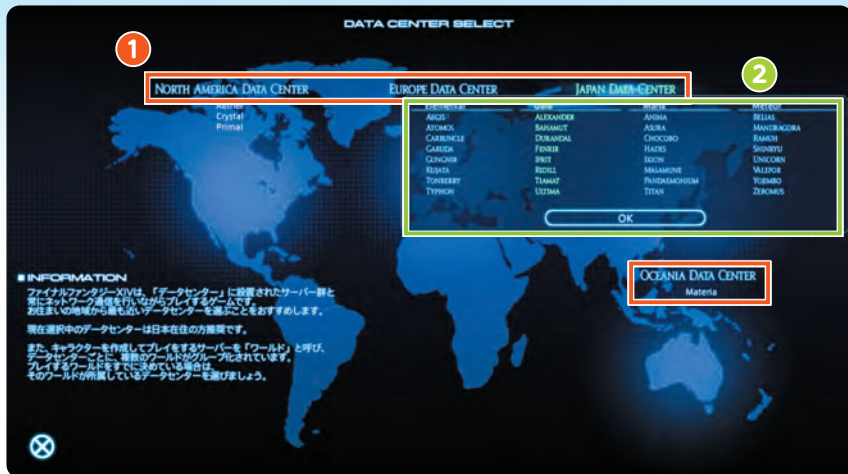 DATA CENTER SELECT
1
2
NORTH AMERICA DATA CENTER EUROPE DATA CENTER JAPAN DATA CENTER
Aether
Crystal
Primal
Elemental Gaia Mana Meteor
AEGIS ALEXANDER ANIMA BELIAS
ATOMOS BAHAMUT ASURA MANDRAGORA
CARBUNCLE DURANDAL CHOCOBO RAMUH
GARUDA FENRIR HADES SHINRYU
GUNGNIR IFRIT IXION UNICORN
KUJATA RIDILL MASAMUNE VALEFOR
TONBERRY TIAMAT PANDAEMONIUM YOJIMBO
TYPHON ULTIMA TITAN ZEROMUS
OK
OCEANIA DATA CENTER
Materia
INFORMATION
ファイナルファンタジーXIVは、「データセンター」に設置されたサーバー群と
常にネットワーク通信を行いながらプレイするゲームです。
お住まいの地域から最も近いデータセンターを選ぶことをおすすめします。
現在選択中のデータセンターは日本在住の方推奨です。
また、キャラクターを作成してプレイをするサーバーを「ワールド」と呼び、
データセンターごとに、複数のワールドがグループ化されています。
プレイするワールドをすでに決めている場合は、
そのワールドが所属しているデータセンターを選びましょう。